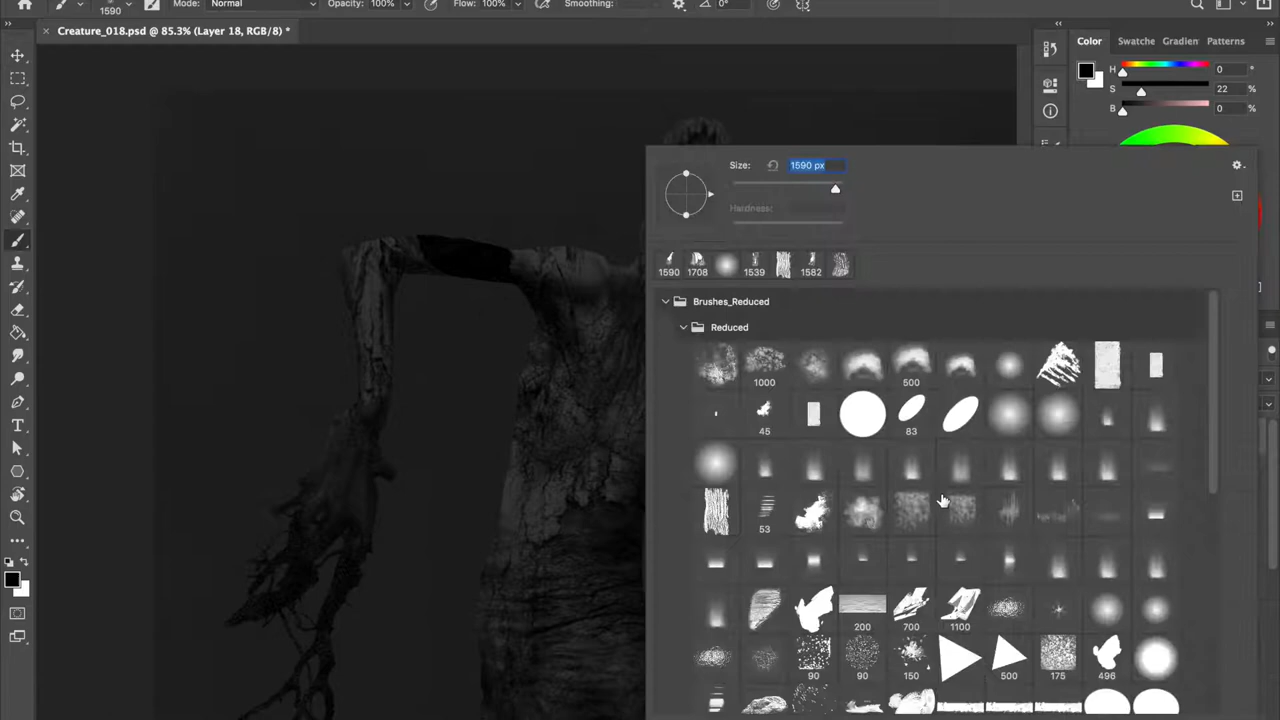 1590
Mode: Normal
Opacity: 100%
Flow: 100%
Smoothing:
0°
Creature_018.psd @ 85.3% (Layer 18, RGB/8) *
Color
Swatche
Gradien
Patterns
H 0 °
S 22 %
B 0 %
Size: 1590 px
Hardness:
1590 1708 1539 1582
Brushes_Reduced
Reduced
1000 500
45 83
53
200 700 1100
90 90 150 500 175 496